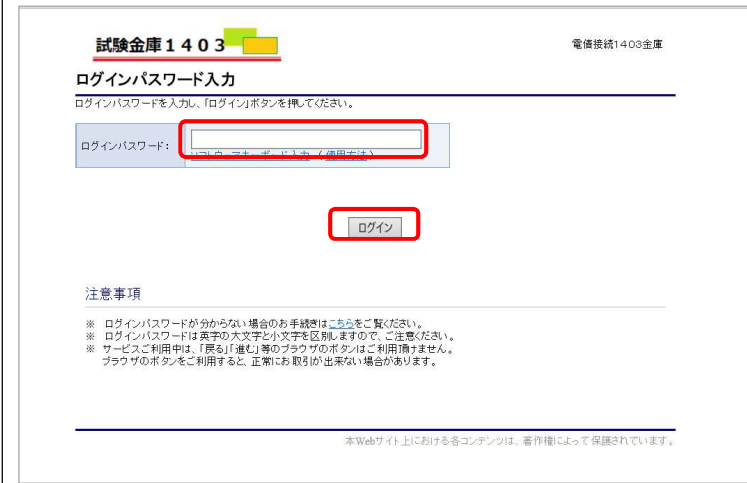 試験金庫1403
電債接続1403金庫
ログインパスワード入力
ログインパスワードを入力し、「ログイン」ボタンを押してください。
ログインパスワード：
ソフトウェアキーボード入力 （使用方法）
ログイン
注意事項
※ ログインパスワードが分からない場合のお手続きはこちらをご覧ください。
※ ログインパスワードは英字の大文字と小文字を区別しますので、ご注意ください。
※ サービスご利用中は、「戻る」「進む」等のブラウザのボタンはご利用頂けません。
ブラウザのボタンをご利用すると、正常にお取引が出来ない場合があります。
本Webサイト上における各コンテンツは、著作権によって保護されています。